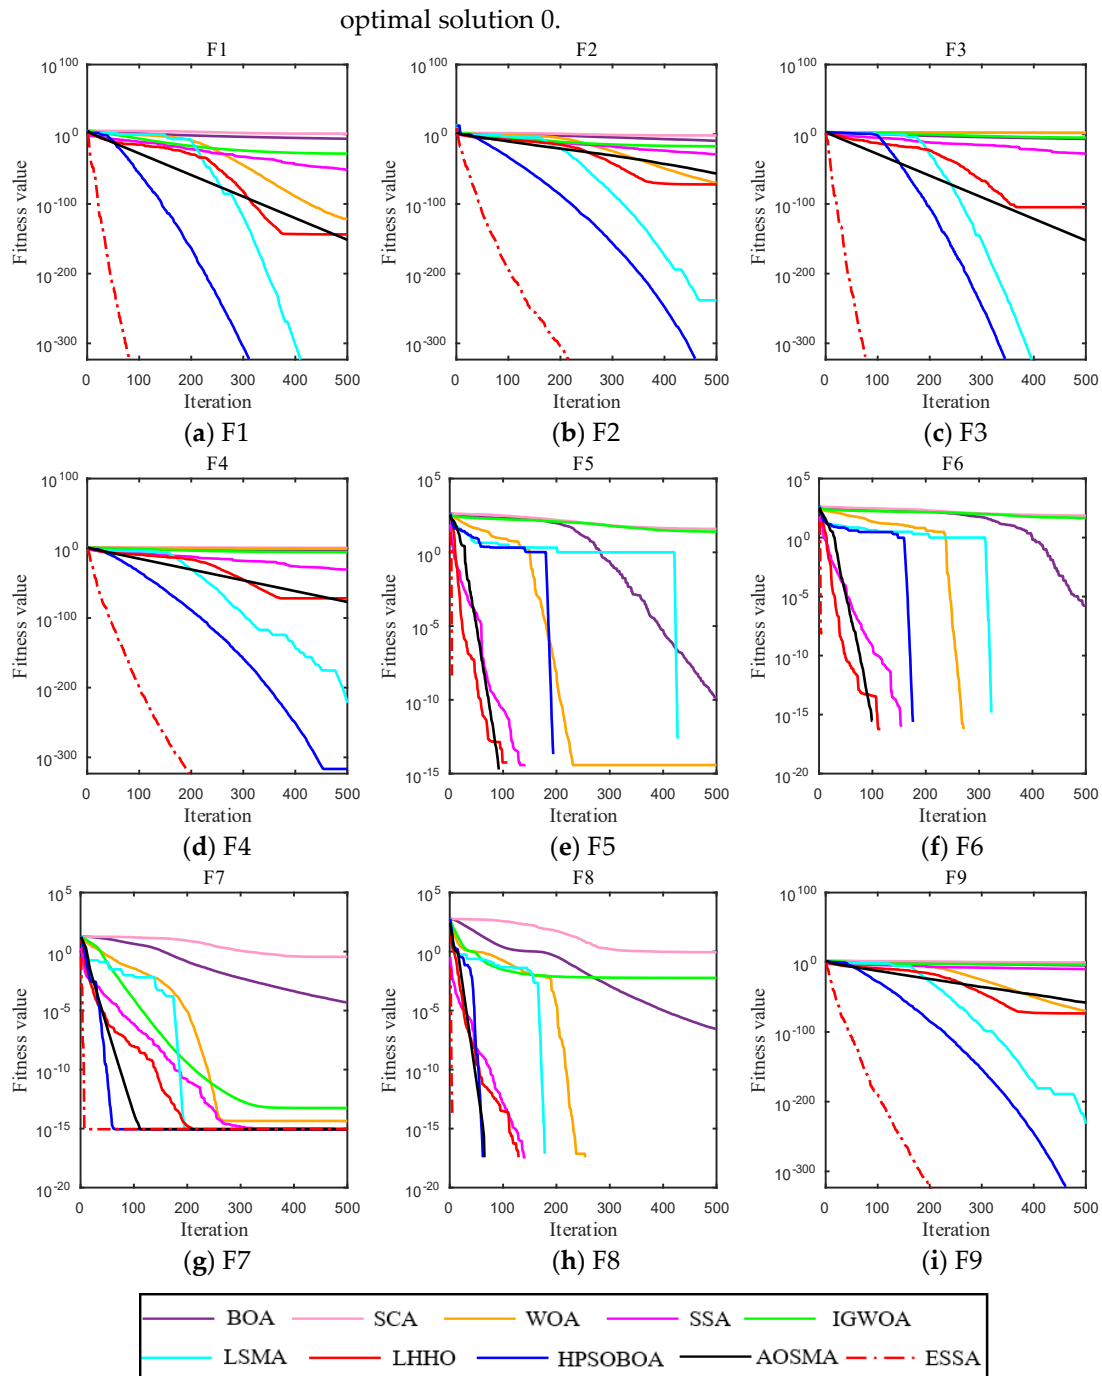 optimal solution 0.
F1
F2
F3
10^100
10^0
10^-100
10^-200
10^-300
Fitness value
0 100 200 300 400 500
Iteration
10^100
10^0
10^-100
10^-200
10^-300
Fitness value
0 100 200 300 400 500
Iteration
10^100
10^0
10^-100
10^-200
10^-300
Fitness value
0 100 200 300 400 500
Iteration
(a) F1
(b) F2
(c) F3
F4
F5
F6
10^100
10^0
10^-100
10^-200
10^-300
Fitness value
0 100 200 300 400 500
Iteration
10^5
10^0
10^-5
10^-10
10^-15
Fitness value
0 100 200 300 400 500
Iteration
10^5
10^0
10^-5
10^-10
10^-15
10^-20
Fitness value
0 100 200 300 400 500
Iteration
(d) F4
(e) F5
(f) F6
F7
F8
F9
10^5
10^0
10^-5
10^-10
10^-15
10^-20
Fitness value
0 100 200 300 400 500
Iteration
10^5
10^0
10^-5
10^-10
10^-15
10^-20
Fitness value
0 100 200 300 400 500
Iteration
10^100
10^0
10^-100
10^-200
10^-300
Fitness value
0 100 200 300 400 500
Iteration
(g) F7
(h) F8
(i) F9
BOA SCA WOA SSA IGWOA
LSMA LHHO HPSOBOA AOSMA ESSA